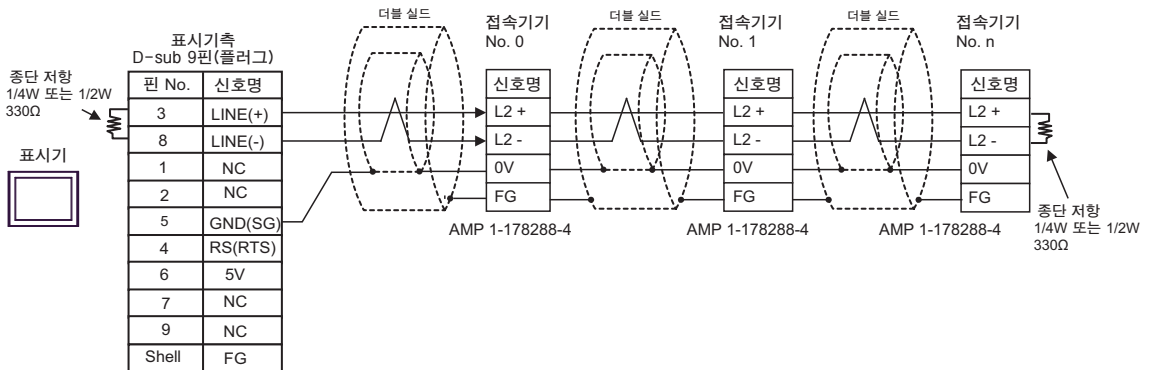 더블 실드
더블 실드
더블 실드
표시기측
D-sub 9핀(플러그)
접속기기
No. 0
접속기기
No. 1
접속기기
No. n
종단 저항
1/4W 또는 1/2W
330Ω
표시기
핀 No. 신호명
3 LINE(+)
8 LINE(-)
1 NC
2 NC
5 GND(SG)
4 RS(RTS)
6 5V
7 NC
9 NC
Shell FG
신호명
L2 +
L2 -
0V
FG
AMP 1-178288-4
신호명
L2 +
L2 -
0V
FG
AMP 1-178288-4
신호명
L2 +
L2 -
0V
FG
AMP 1-178288-4
종단 저항
1/4W 또는 1/2W
330Ω